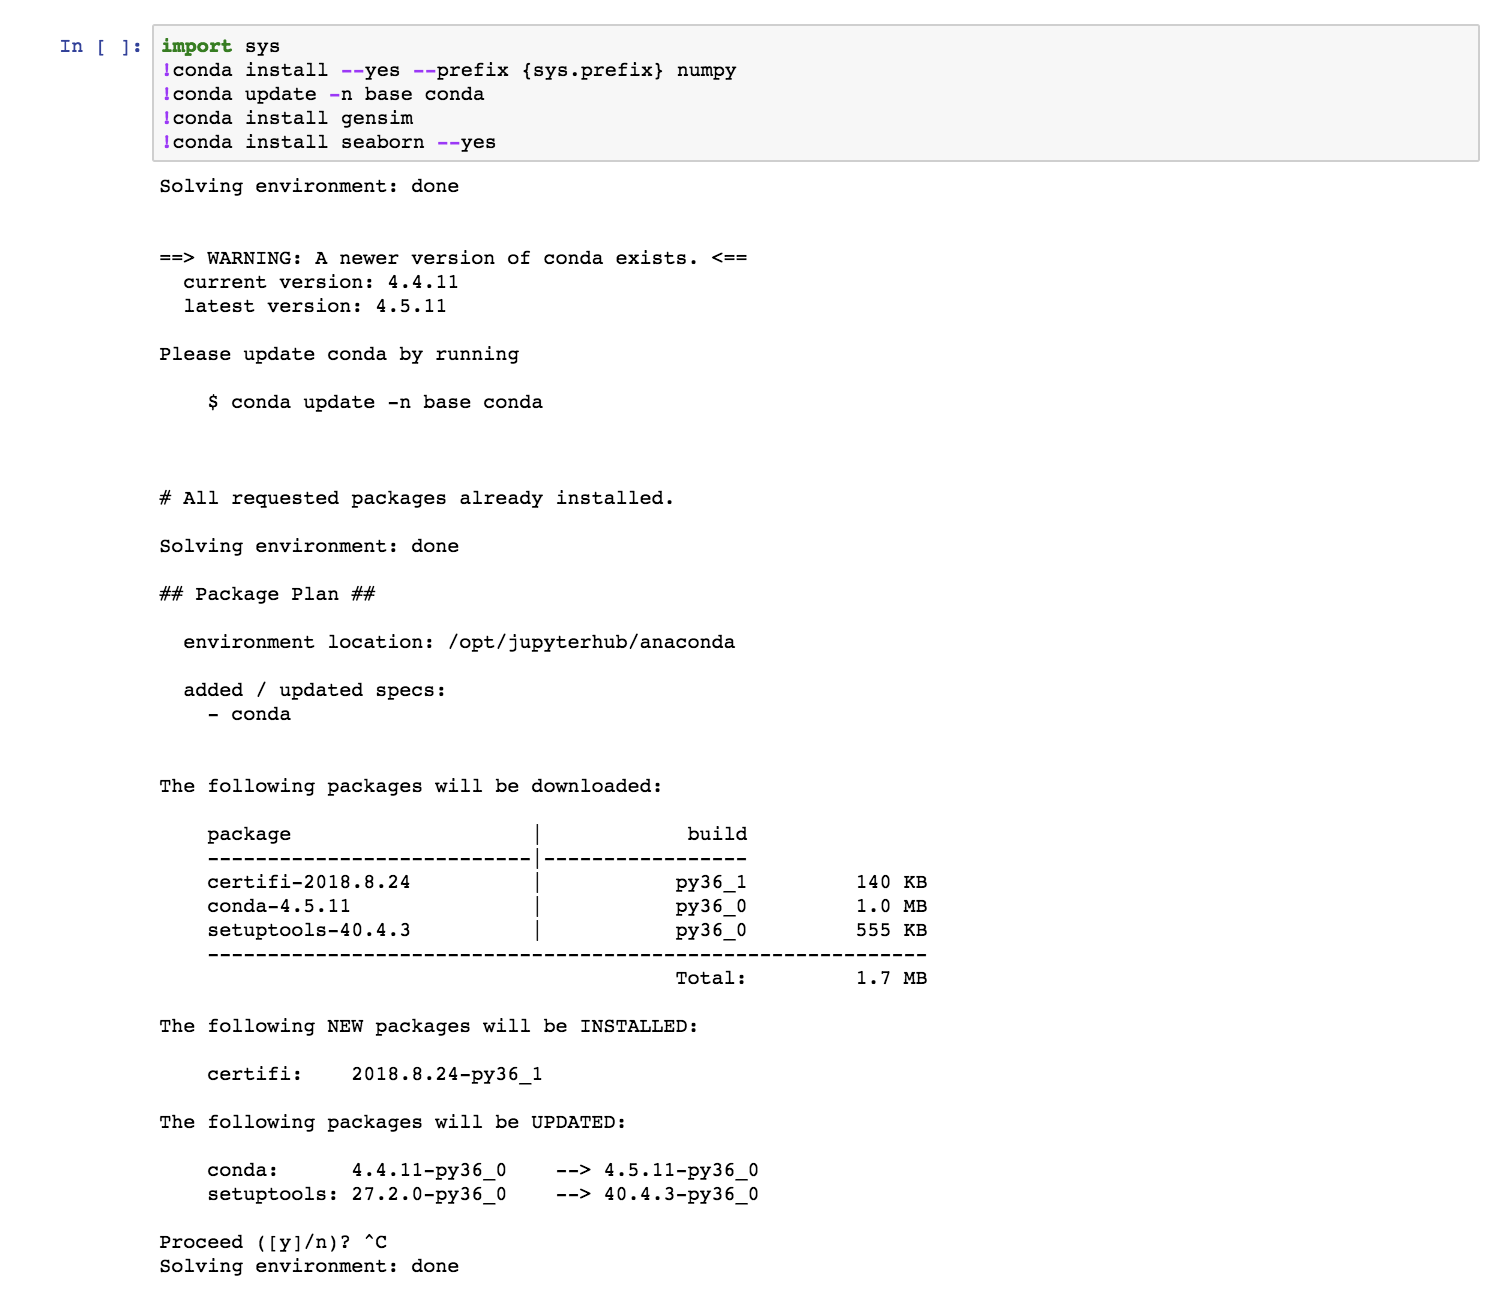 In [ ]: import sys
!conda install --yes --prefix {sys.prefix} numpy
!conda update -n base conda
!conda install gensim
!conda install seaborn --yes
Solving environment: done
==> WARNING: A newer version of conda exists. <==
current version: 4.4.11
latest version: 4.5.11
Please update conda by running
$ conda update -n base conda
# All requested packages already installed.
Solving environment: done
## Package Plan ##
environment location: /opt/jupyterhub/anaconda
added / updated specs:
- conda
The following packages will be downloaded:
package | build
---------------------------|-----------------
certifi-2018.8.24 | py36_1 140 KB
conda-4.5.11 | py36_0 1.0 MB
setuptools-40.4.3 | py36_0 555 KB
------------------------------------------------------------
Total: 1.7 MB
The following NEW packages will be INSTALLED:
certifi: 2018.8.24-py36_1
The following packages will be UPDATED:
conda: 4.4.11-py36_0 --> 4.5.11-py36_0
setuptools: 27.2.0-py36_0 --> 40.4.3-py36_0
Proceed ([y]/n)? ^C
Solving environment: done